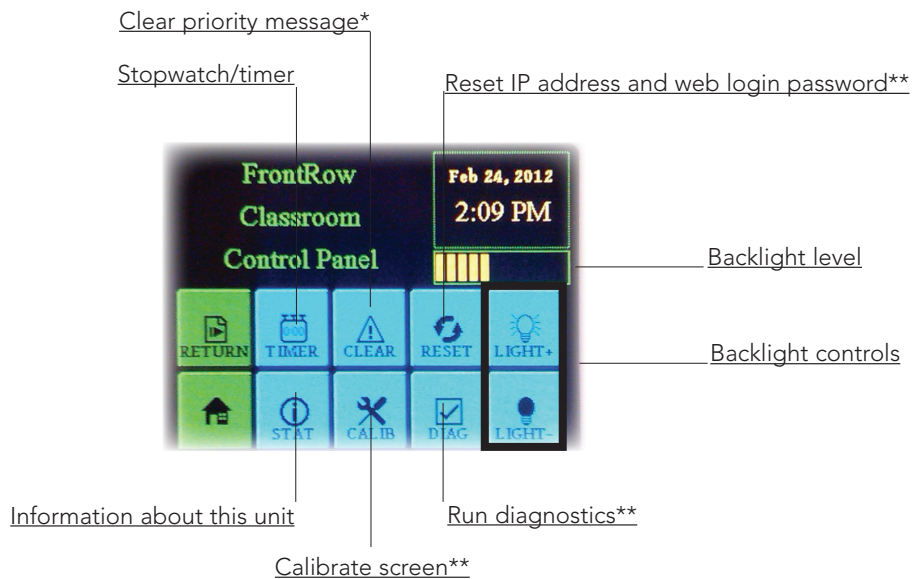 Clear priority message*
Stopwatch/timer
Reset IP address and web login password**
FrontRow
Classroom
Control Panel
Feb 24, 2012
2:09 PM
Backlight level
RETURN
TIMER
0:00
CLEAR
RESET
LIGHT+
Backlight controls
STAT
CALIB
DIAG
LIGHT-
Information about this unit
Run diagnostics**
Calibrate screen**